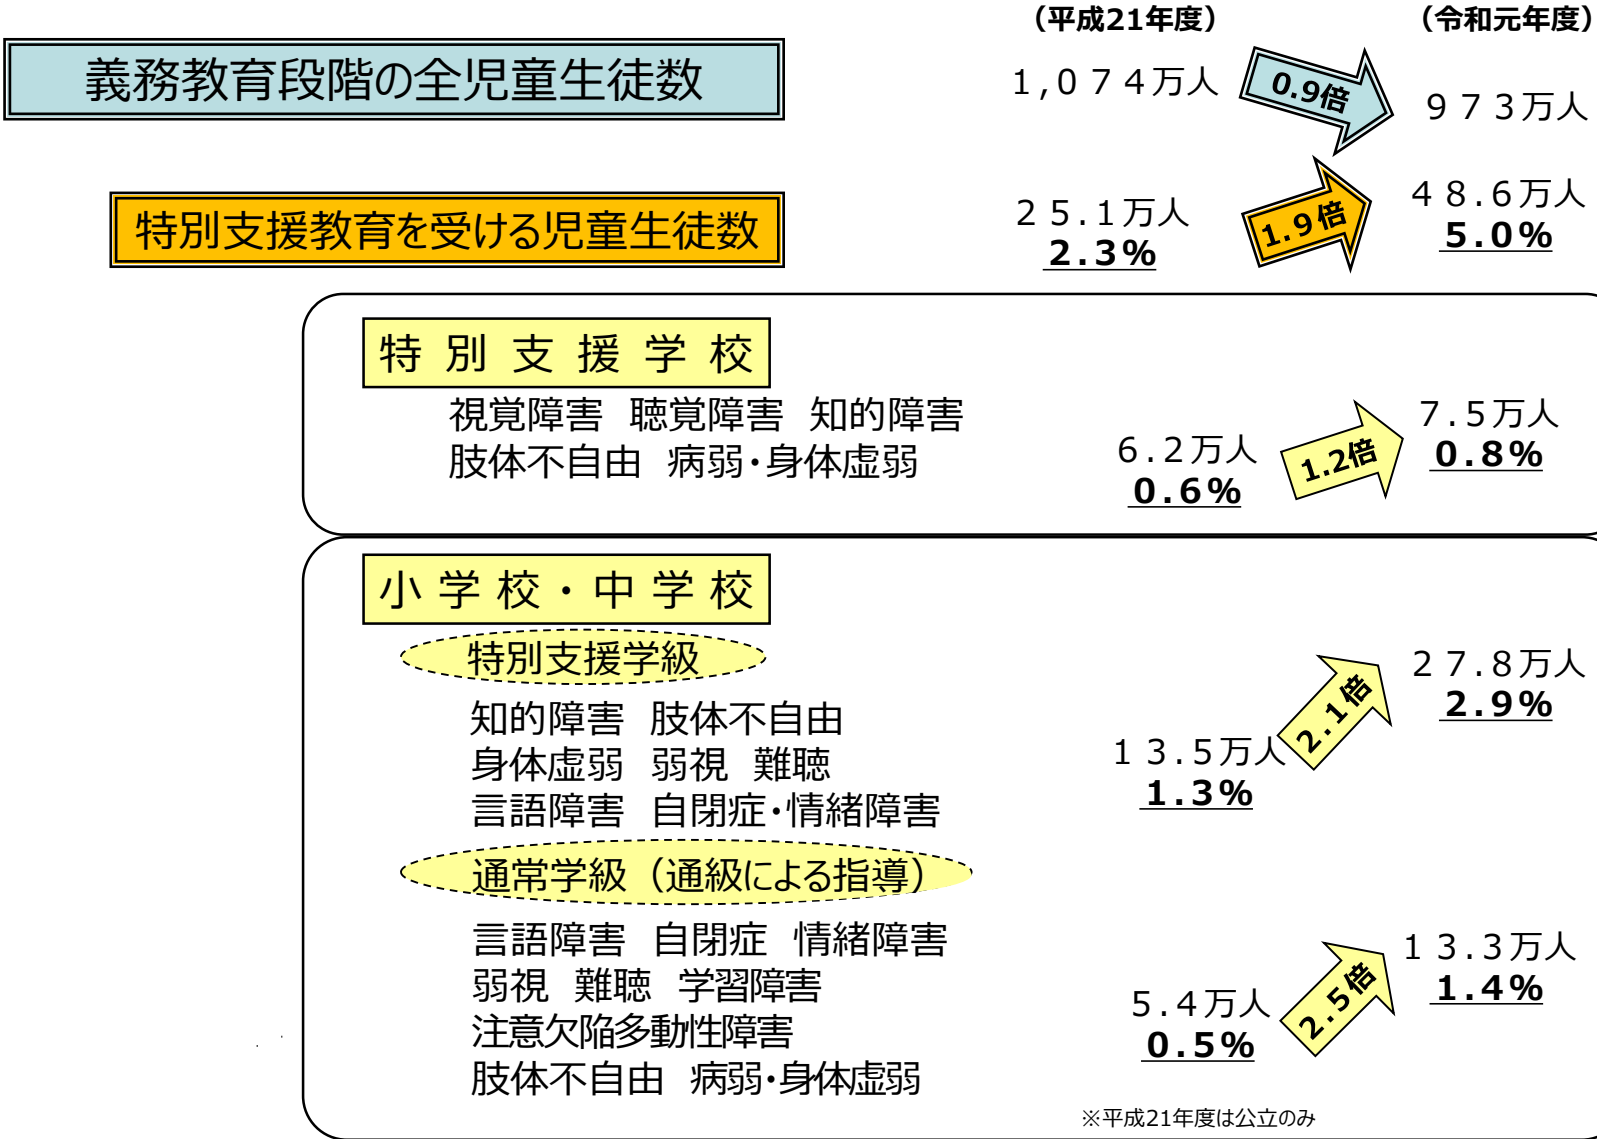 （平成21年度） （令和元年度）
義務教育段階の全児童生徒数 １,０７４万人 0.9倍 ９７３万人
特別支援教育を受ける児童生徒数 ２５.１万人 1.9倍 ４８.６万人
2.3% 5.0%
特別支援学校
視覚障害 聴覚障害 知的障害
肢体不自由 病弱・身体虚弱
６.２万人 1.2倍 ７.５万人
0.6% 0.8%
小学校・中学校
特別支援学級
知的障害 肢体不自由
身体虚弱 弱視 難聴
言語障害 自閉症・情緒障害
１３.５万人 2.1倍 ２７.８万人
1.3% 2.9%
通常学級（通級による指導）
言語障害 自閉症 情緒障害
弱視 難聴 学習障害
注意欠陥多動性障害
肢体不自由 病弱・身体虚弱
５.４万人 2.5倍 １３.３万人
0.5% 1.4%
※平成21年度は公立のみ